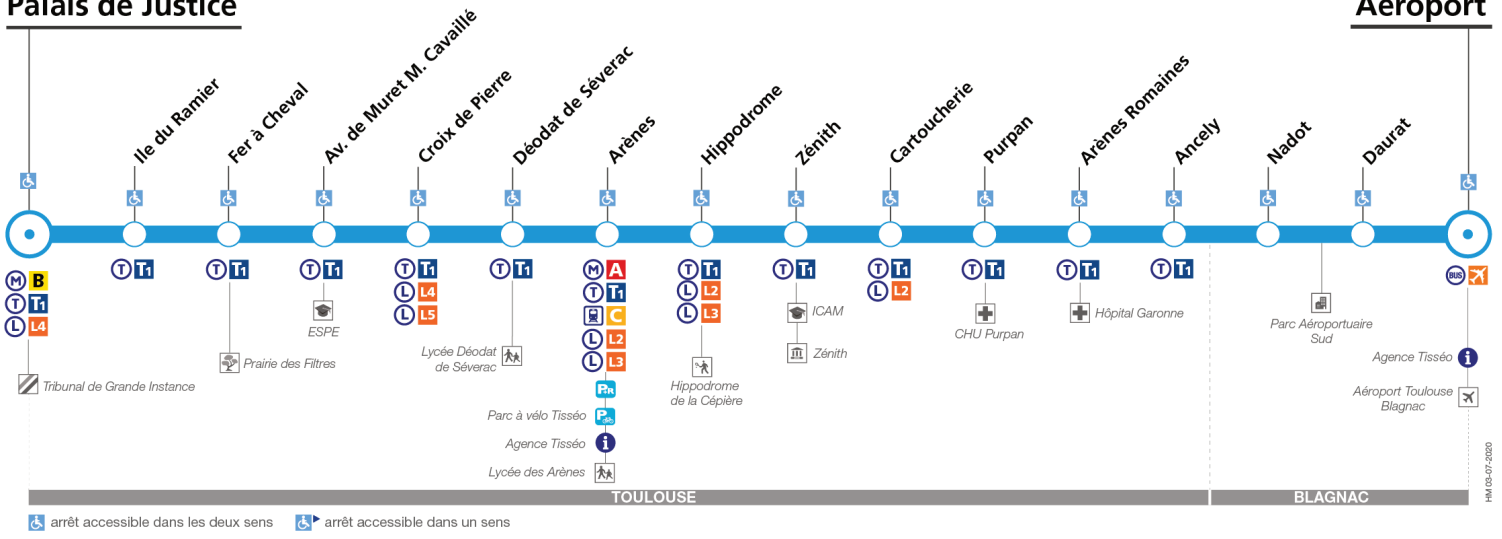 Palais de Justice
Aéroport
Ile du Ramier
Fer à Cheval
Av. de Muret M. Cavaillé
Croix de Pierre
Déodat de Séverac
Arènes
Hippodrome
Zénith
Cartoucherie
Purpan
Arènes Romaines
Ancely
Nadot
Daurat
M B
T T1
L L4
Tribunal de Grande Instance
T T1
T T1
Prairie des Filtres
T T1
ESPE
T T1
L L4
L L5
T T1
Lycée Déodat
de Séverac
M A
T T1
C
L L2
L L3
P+R
P
Parc à vélo Tisséo
Agence Tisséo
i
Lycée des Arènes
T T1
L L2
L L3
Hippodrome
de la Cépière
T T1
ICAM
Zénith
T T1
L L2
T T1
CHU Purpan
T T1
Hôpital Garonne
T T1
Parc Aéroportuaire
Sud
BUS
Agence Tisséo
i
Aéroport Toulouse
Blagnac
TOULOUSE
BLAGNAC
HM 03-07-2020
arrêt accessible dans les deux sens
arrêt accessible dans un sens